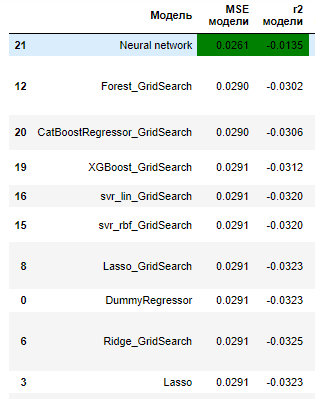 Модель MSE модели r2 модели
21 Neural network 0.0261 -0.0135
12 Forest_GridSearch 0.0290 -0.0302
20 CatBoostRegressor_GridSearch 0.0290 -0.0306
19 XGBoost_GridSearch 0.0291 -0.0312
16 svr_lin_GridSearch 0.0291 -0.0320
15 svr_rbf_GridSearch 0.0291 -0.0320
8 Lasso_GridSearch 0.0291 -0.0323
0 DummyRegressor 0.0291 -0.0323
6 Ridge_GridSearch 0.0291 -0.0325
3 Lasso 0.0291 -0.0323